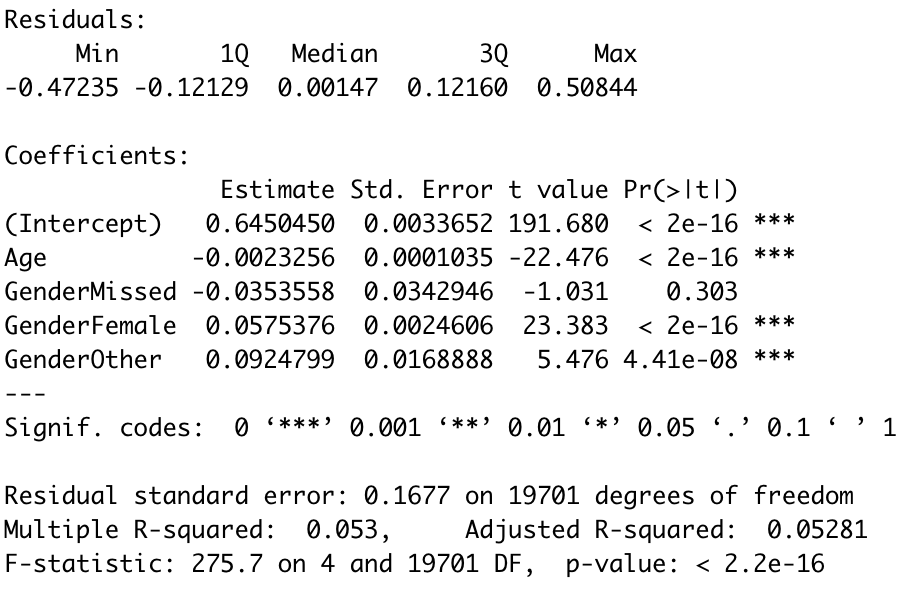 Residuals:
     Min       1Q   Median       3Q      Max
-0.47235 -0.12129  0.00147  0.12160  0.50844

Coefficients:
               Estimate Std. Error t value Pr(>|t|)
(Intercept)   0.6450450  0.0033652 191.680  < 2e-16 ***
Age          -0.0023256  0.0001035 -22.476  < 2e-16 ***
GenderMissed -0.0353558  0.0342946  -1.031    0.303
GenderFemale  0.0575376  0.0024606  23.383  < 2e-16 ***
GenderOther   0.0924799  0.0168888   5.476 4.41e-08 ***
---
Signif. codes:  0 ‘***’ 0.001 ‘**’ 0.01 ‘*’ 0.05 ‘.’ 0.1 ‘ ’ 1

Residual standard error: 0.1677 on 19701 degrees of freedom
Multiple R-squared:  0.053,	Adjusted R-squared:  0.05281
F-statistic: 275.7 on 4 and 19701 DF,  p-value: < 2.2e-16